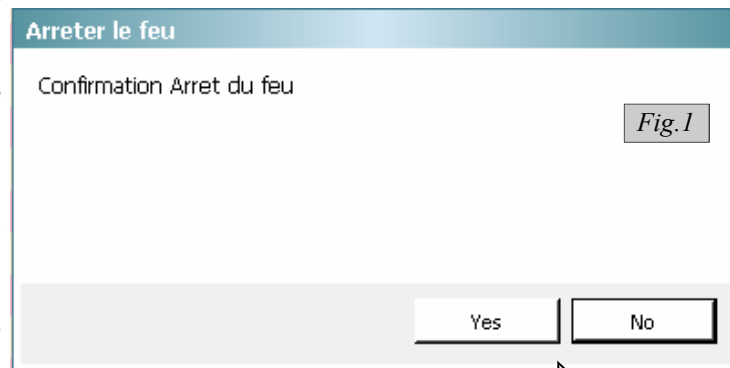 Arreter le feu
Confirmation Arret du feu
Fig.1
Yes No